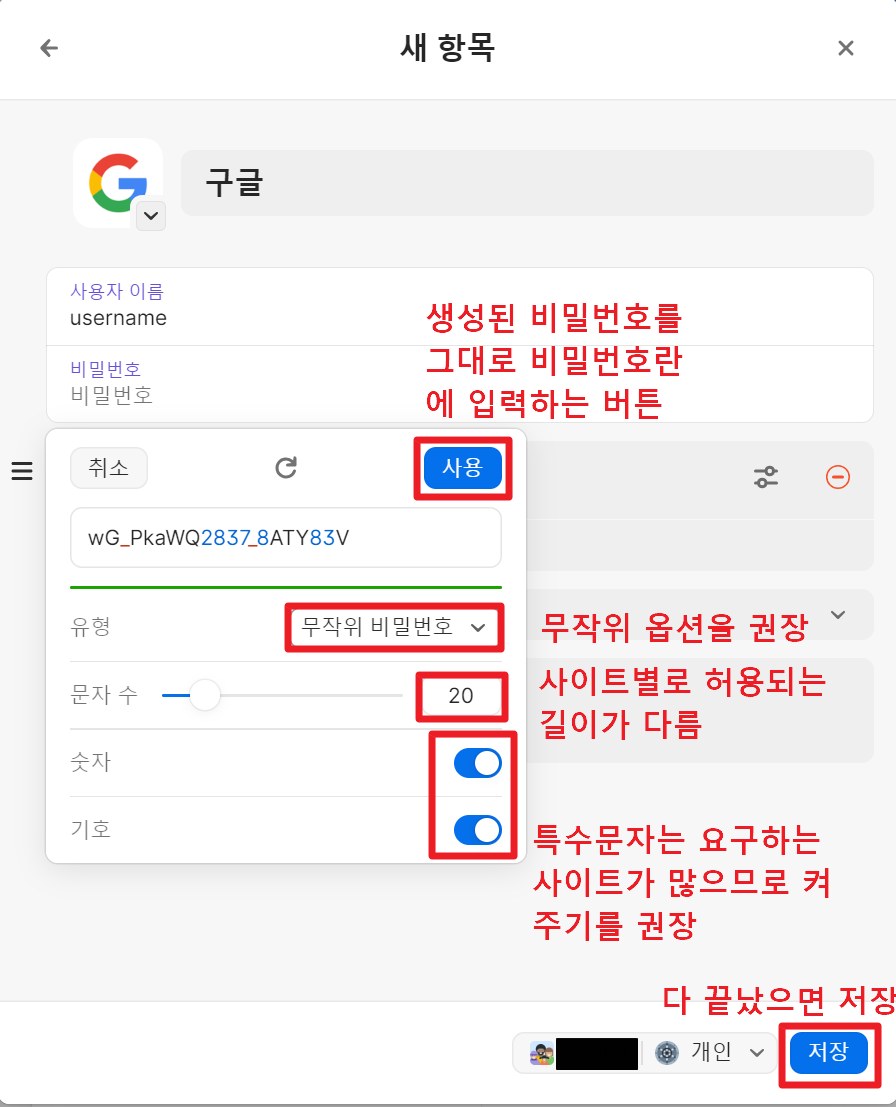 새 항목
구글
사용자 이름
username
비밀번호
비밀번호
생성된 비밀번호를
그대로 비밀번호란
에 입력하는 버튼
취소
사용
wG_PkaWQ2837_8ATY83V
유형
무작위 비밀번호
무작위 옵션을 권장
문자 수
20
사이트별로 허용되는
길이가 다름
숫자
기호
특수문자는 요구하는
사이트가 많으므로 켜
주기를 권장
다 끝났으면 저장
개인
저장